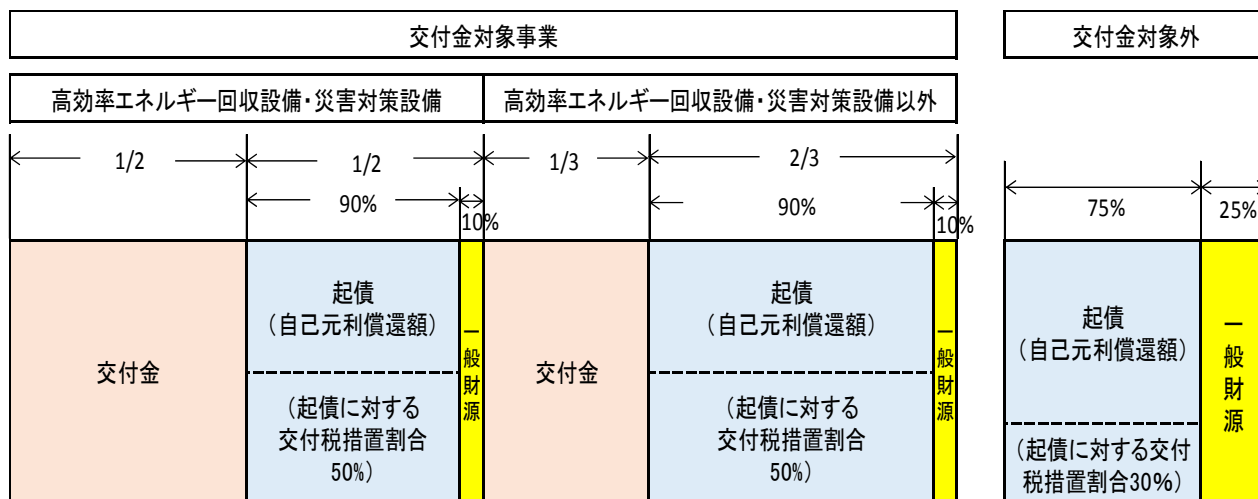 交付金対象事業
交付金対象外
高効率エネルギー回収設備・災害対策設備
高効率エネルギー回収設備・災害対策設備以外
1/2
1/2
1/3
2/3
90%
10%
90%
10%
75%
25%
交付金
起債
（自己元利償還額）
（起債に対する
交付税措置割合
50%）
一般財源
交付金
起債
（自己元利償還額）
（起債に対する
交付税措置割合
50%）
一般財源
起債
（自己元利償還額）
（起債に対する交付
税措置割合30%）
一般財源